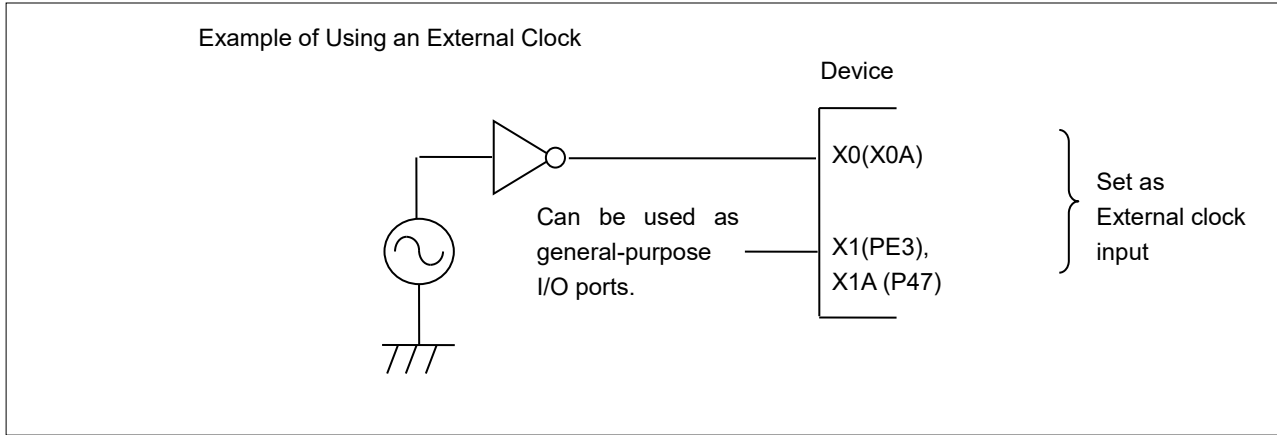 Example of Using an External Clock
Device
X0(X0A)
Can be used as
general-purpose
I/O ports.
X1(PE3),
X1A (P47)
Set as
External clock
input